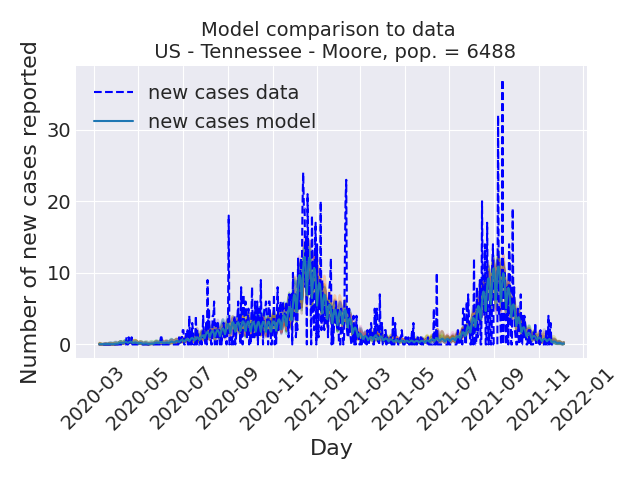 Model comparison to data
US - Tennessee - Moore, pop. = 6488
Number of new cases reported
new cases data
new cases model
30
20
10
0
2020-03
2020-05
2020-07
2020-09
2020-11
2021-01
2021-03
2021-05
2021-07
2021-09
2021-11
2022-01
Day